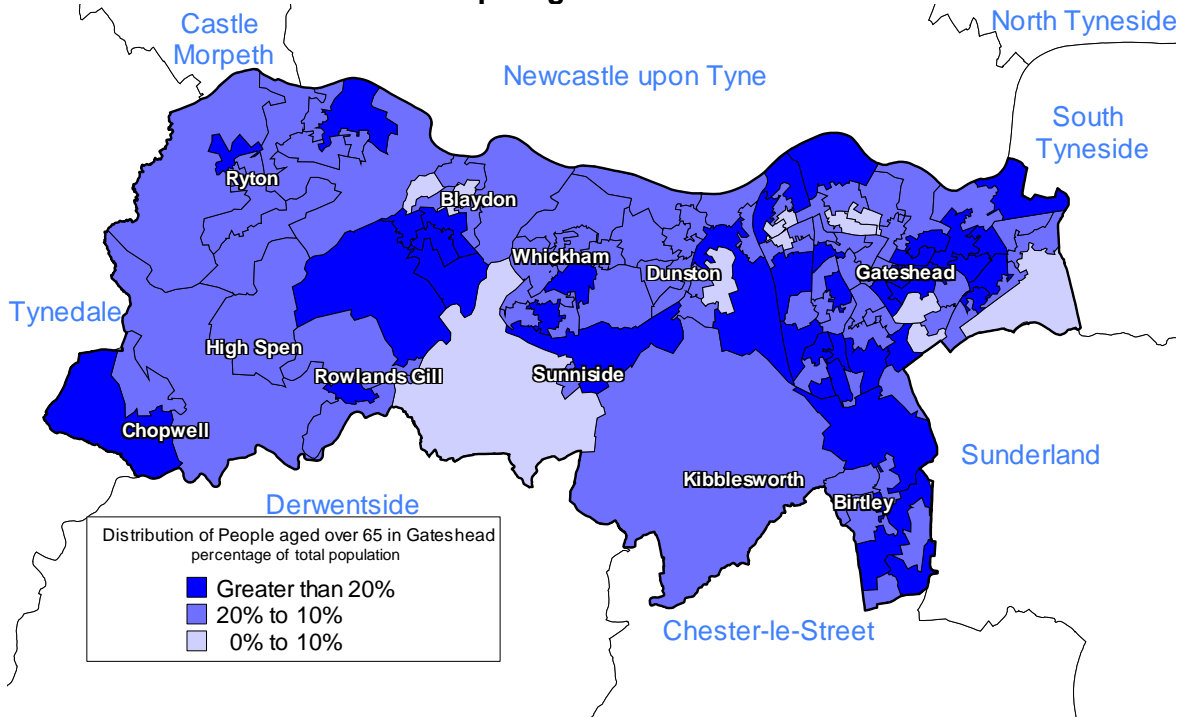 Castle
Morpeth
North Tyneside
Newcastle upon Tyne
South
Tyneside
Ryton
Blaydon
Whickham
Dunston
Gateshead
Tynedale
High Spen
Rowlands Gill
Sunniside
Chopwell
Sunderland
Kibblesworth
Birtley
Derwentside
Distribution of People aged over 65 in Gateshead
percentage of total population
Greater than 20%
20% to 10%
0% to 10%
Chester-le-Street